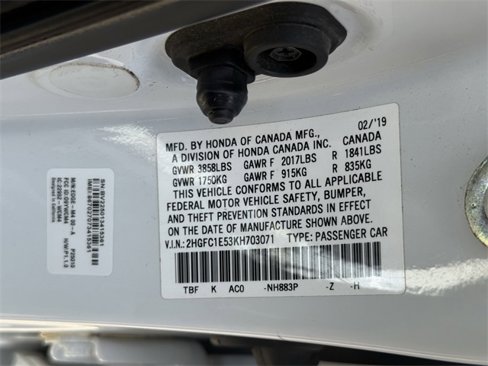 02/'19
MFD. BY HONDA OF CANADA MFG.,
A DIVISION OF HONDA CANADA INC. CANADA
GVWR 3858LBS GAWR F 2017LBS R 1841LBS
GVWR 1750KG GAWR F 915KG R 835KG
THIS VEHICLE CONFORMS TO ALL APPLICABLE
FEDERAL MOTOR VEHICLE SAFETY, BUMPER,
AND THEFT PREVENTION STANDARDS IN EFFECT
ON THE DATE OF MANUFACTURE SHOWN ABOVE.
V.I.N.: 2HGFC1E53KH703071 TYPE: PASSENGER CAR
TBF K AC0 -NH883P -Z -H